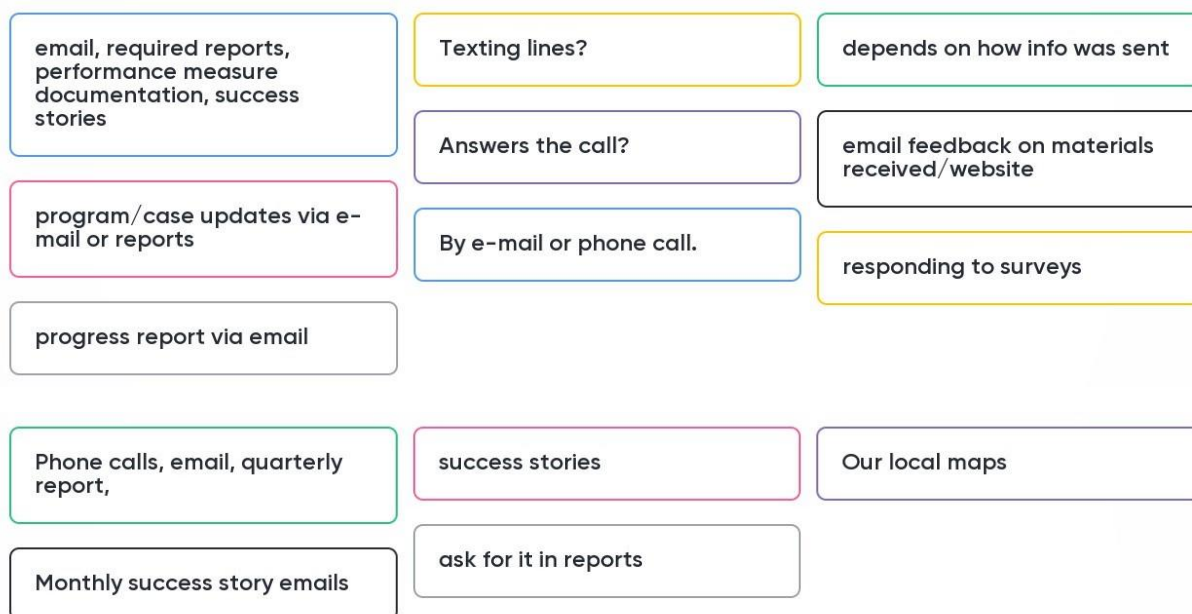 email, required reports,
performance measure
documentation, success
stories
program/case updates via e-
mail or reports
progress report via email
Texting lines?
Answers the call?
By e-mail or phone call.
depends on how info was sent
email feedback on materials
received/website
responding to surveys
Phone calls, email, quarterly
report,
Monthly success story emails
success stories
ask for it in reports
Our local maps